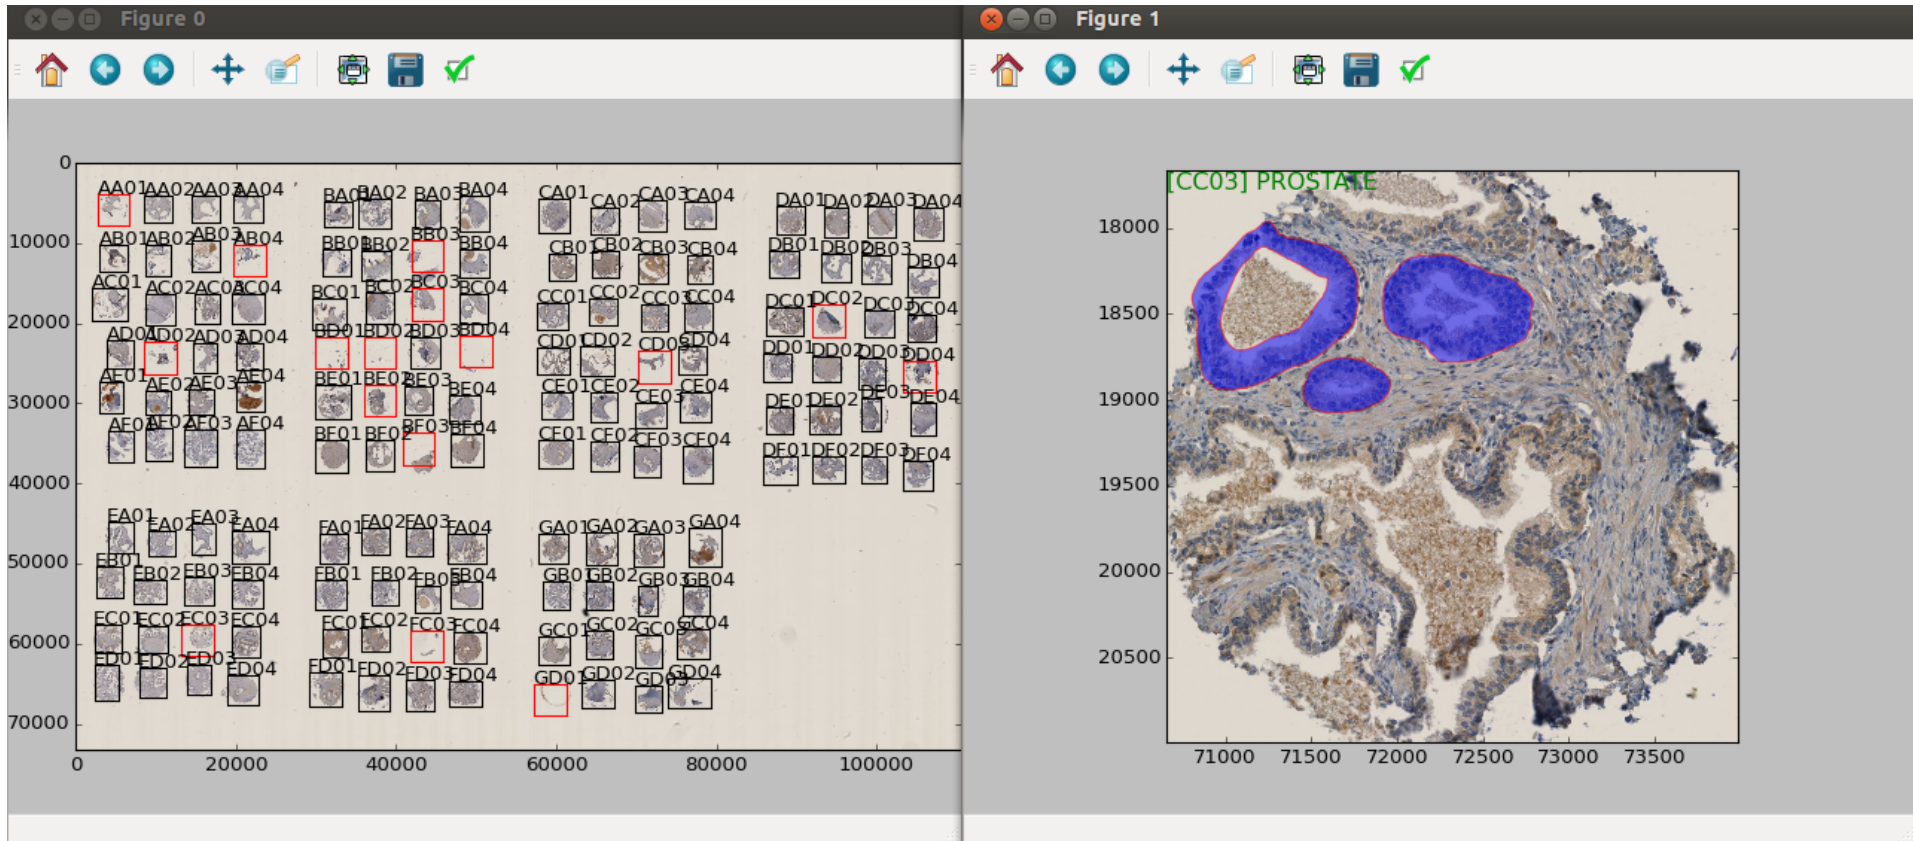 Figure 0
0
10000
20000
30000
40000
50000
60000
70000
AA01 AA02 AA03 AA04 BA01 BA02 BA03 BA04 CA01 CA02 CA03 CA04 DA01 DA02 DA03 DA04
AB01 AB02 AB03 AB04 BB01 BB02 BB03 BB04 CB01 CB02 CB03 CB04 DB01 DB02 DB03 DB04
AC01 AC02 AC03 AC04 BC01 BC02 BC03 CC01 CC02 CC03 CC04 DC01 DC02 DC03 DC04
AD01 AD02 AD03 AD04 BD01 BD02 BD03 BD04 CD01 CD02 CD03 CD04 DD01 DD02 DD03 DD04
AE01 AE02 AE03 AE04 BE01 BE02 BE03 BE04 CE01 CE02 CE03 CE04 DE01 DE02 DE03 DE04
AF02 AF03 AF04 BF01 BF02 BF03 BF04 CF01 CF02 CF03 CF04 DF01 DF02 DF03 DF04
EA01 EA02 EA03 EA04 FA01 FA02 FA03 FA04 GA01 GA02 GA03 GA04
EB01 EB02 EB03 EB04 FB01 FB02 FB03 FB04 GB01 GB02 GB03 GB04
EC01 EC02 EC03 EC04 FC01 FC02 FC03 FC04 GC01 GC02 GC03 GC04
ED01 ED02 ED03 ED04 FD01 FD02 FD03 FD04 GD01 GD02 GD03 GD04
0 20000 40000 60000 80000 100000
Figure 1
[CC03] PROSTATE
18000
18500
19000
19500
20000
20500
71000 71500 72000 72500 73000 73500